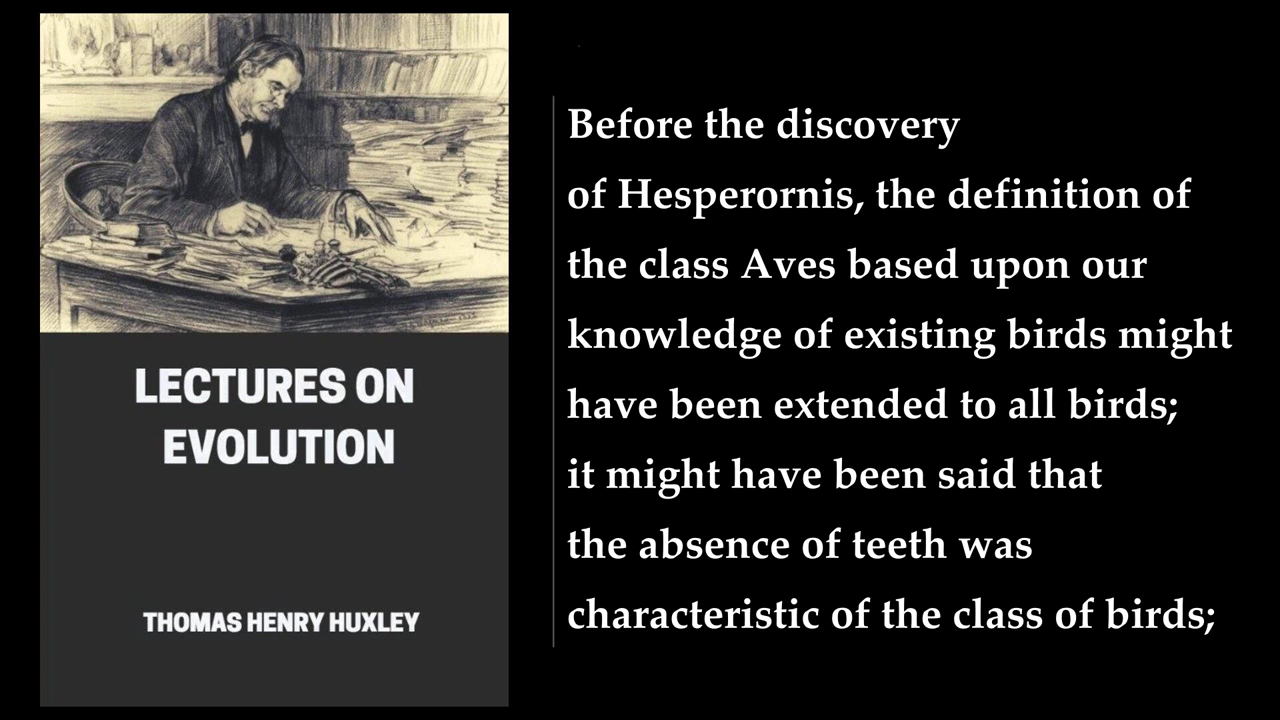 LECTURES ON
EVOLUTION
THOMAS HENRY HUXLEY
Before the discovery
of Hesperornis, the definition of
the class Aves based upon our
knowledge of existing birds might
have been extended to all birds;
it might have been said that
the absence of teeth was
characteristic of the class of birds;